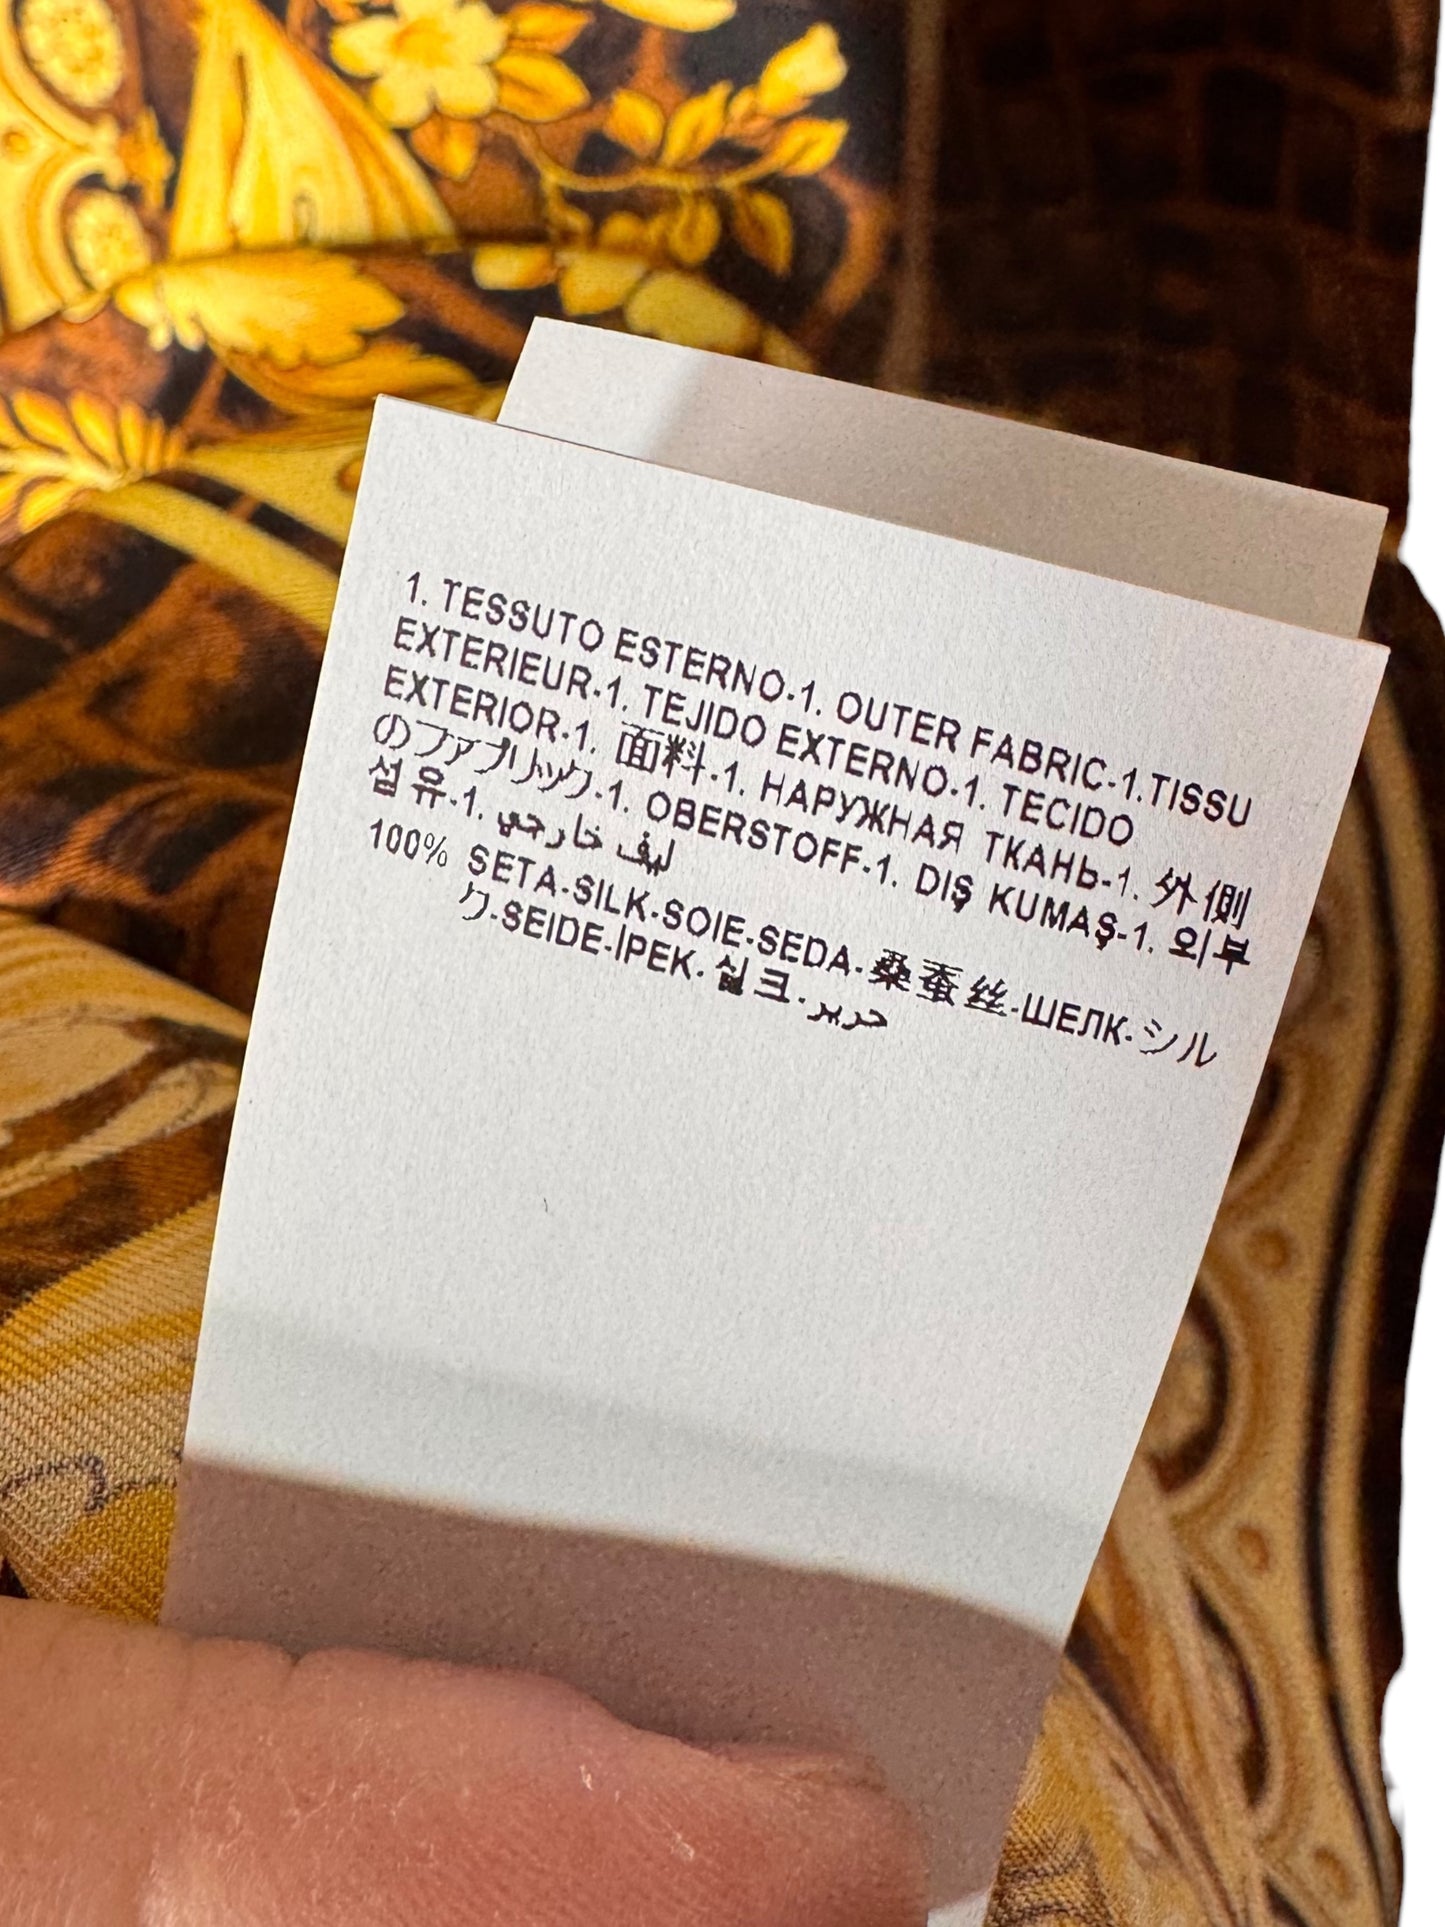 1. TESSUTO ESTERNO-1. OUTER FABRIC-1.TISSU
EXTERIEUR-1. TEJIDO EXTERNO-1. TECIDO
EXTERIOR-1. 面料-1. НАРУЖНАЯ ТКАНЬ-1. 外側
のファブリック-1. OBERSTOFF-1. DIŞ KUMAŞ-1. 외부
섬유-1. ليف خارجي
100% SETA-SILK-SOIE-SEDA-桑蚕丝-ШЕЛК-シル
ク-SEIDE-İPEK-실크-حرير